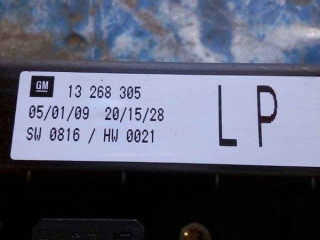 GM 13 268 305
05/01/09 20/15/28
SW 0816 / HW 0021
LP